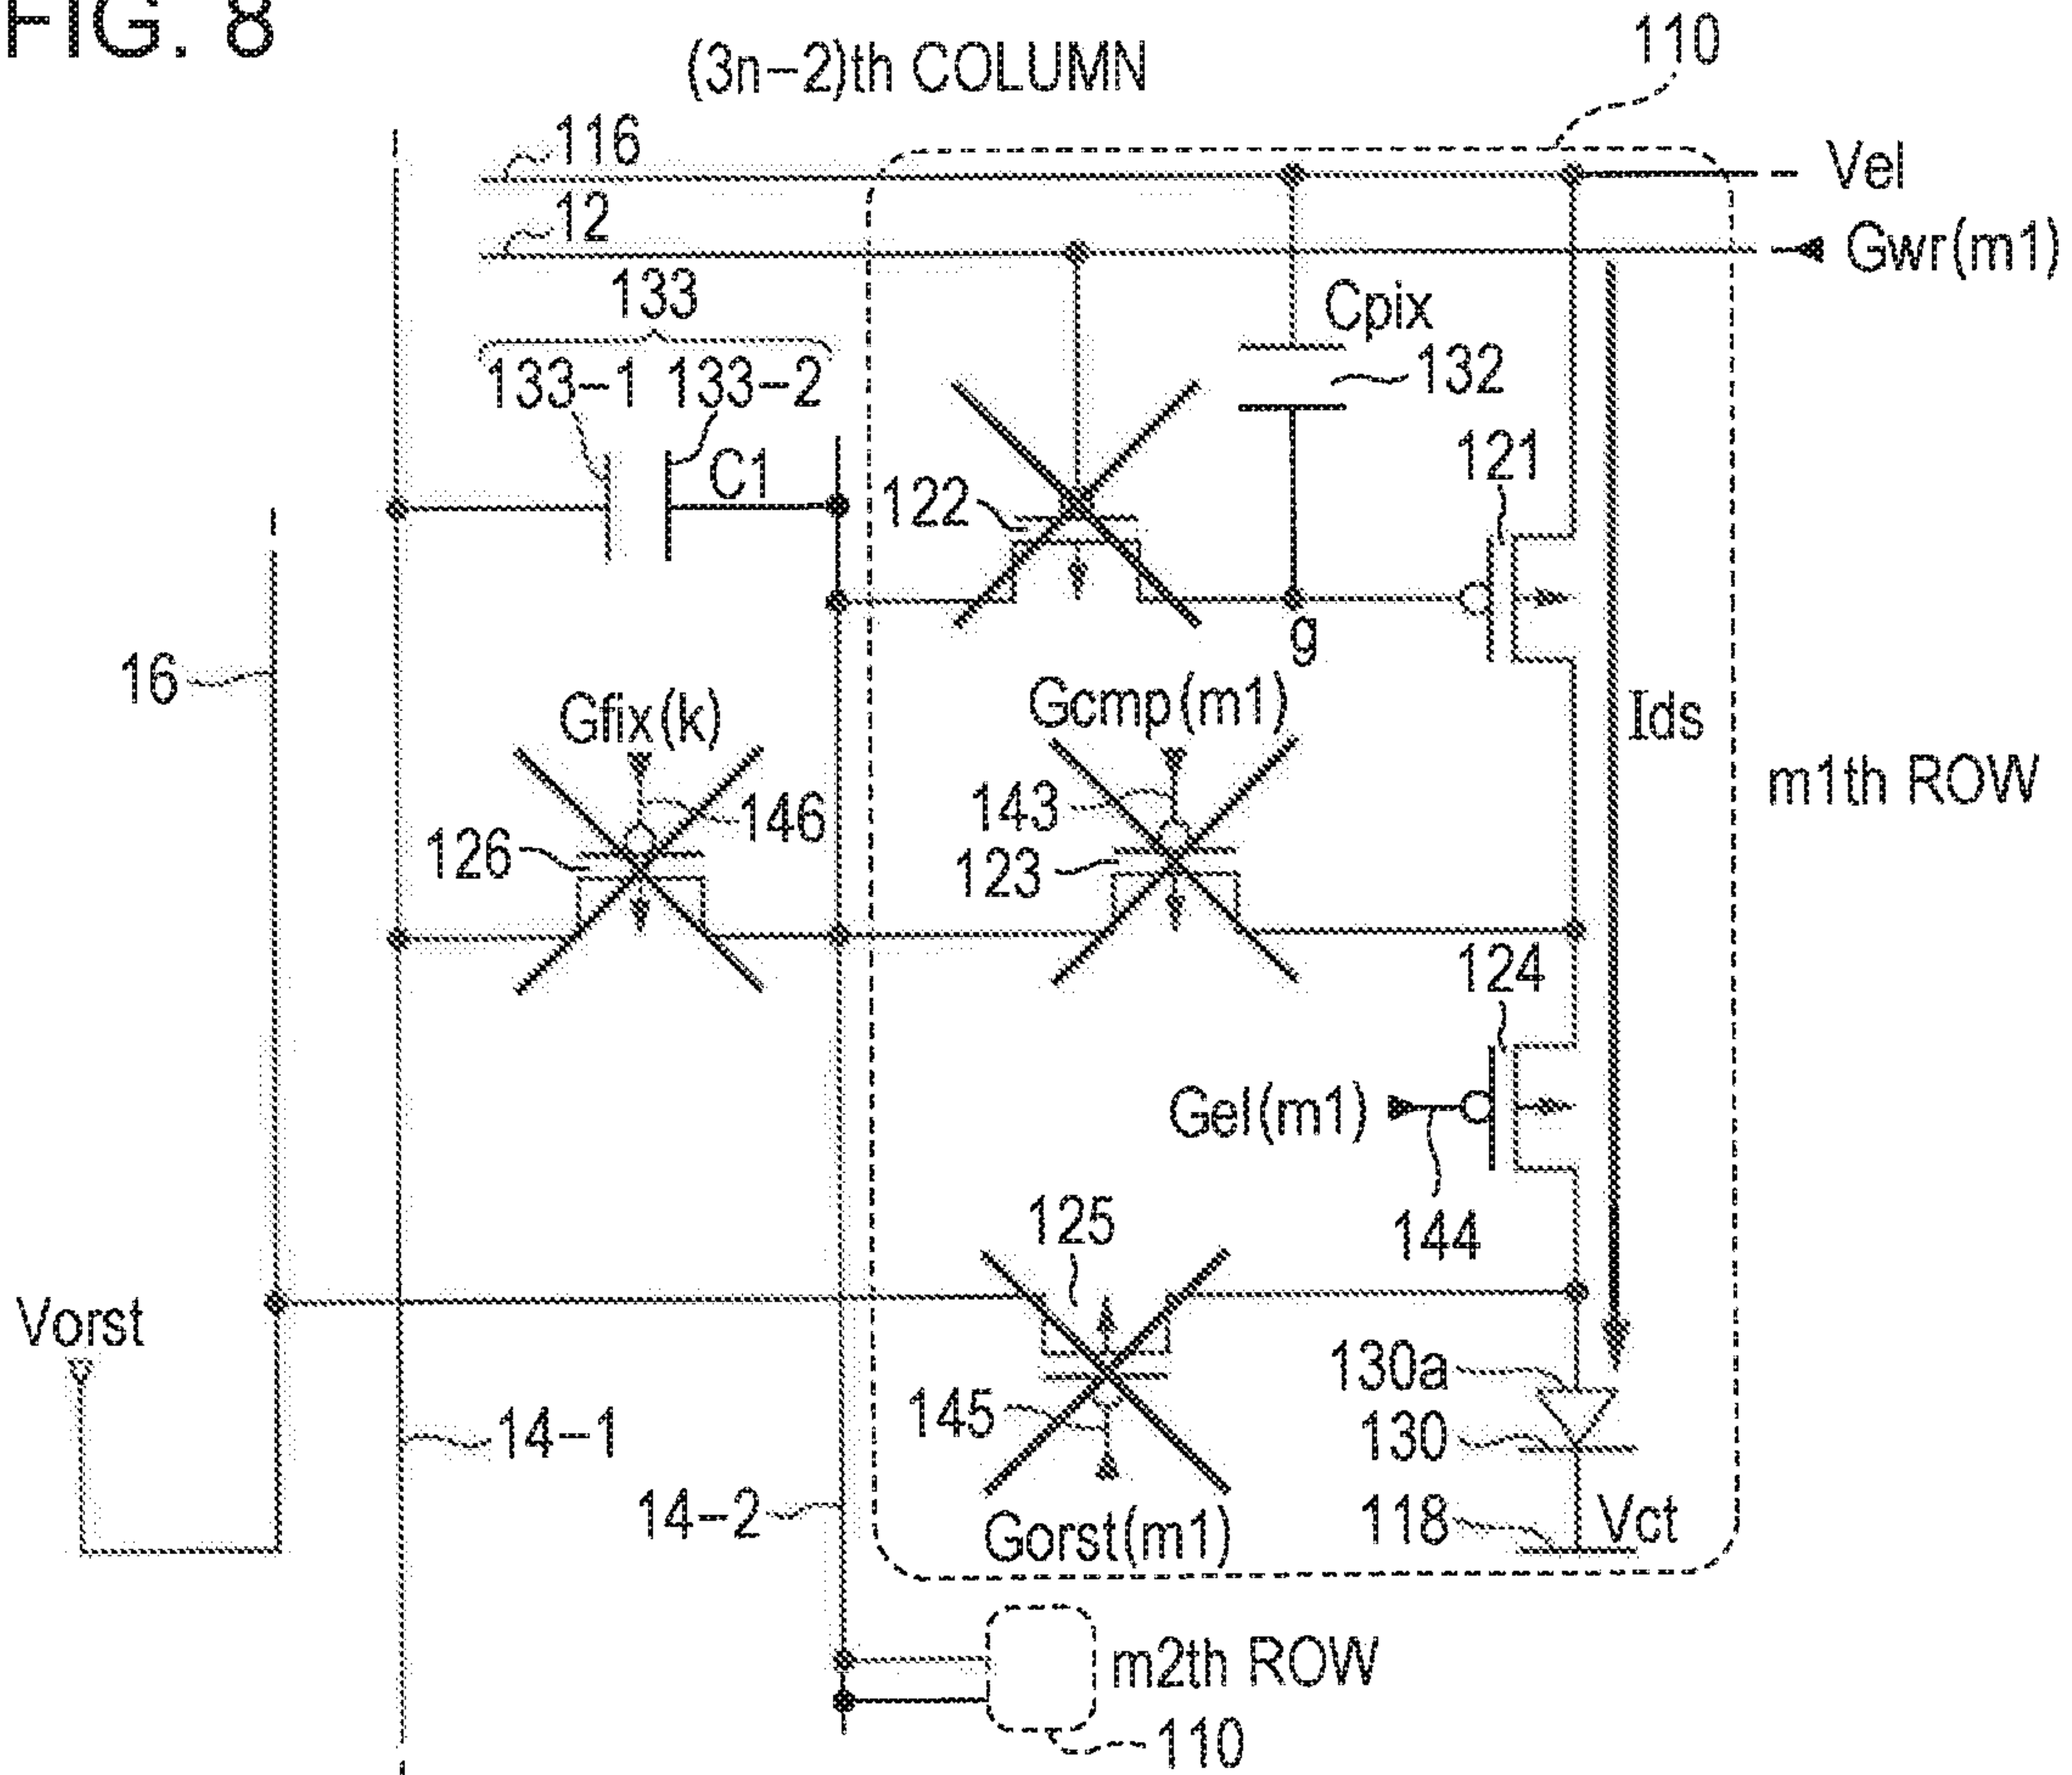 FIG. 8
(3n-2)th COLUMN
110
116
Vel
12
Gwr(m1)
133
Cpix
133-1
133-2
132
C1
121
122
g
16
Gfix(k)
Gcmp(m1)
Ids
m1th ROW
143
146
126
123
124
Gel(m1)
144
125
Vorst
130a
145
130
14-1
14-2
118
Vct
Gorst(m1)
m2th ROW
110